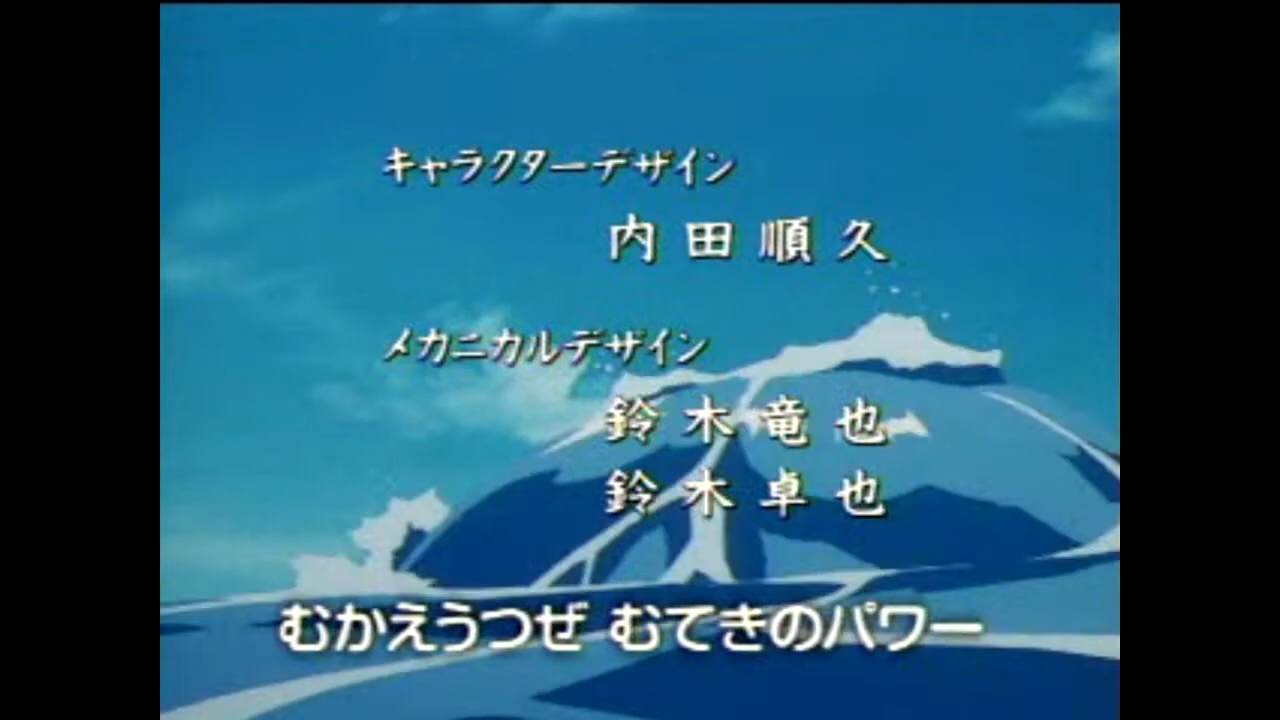 キャラクターデザイン
内田順久
メカニカルデザイン
鈴木竜也
鈴木卓也
むかえうつぜ むてきのパワー